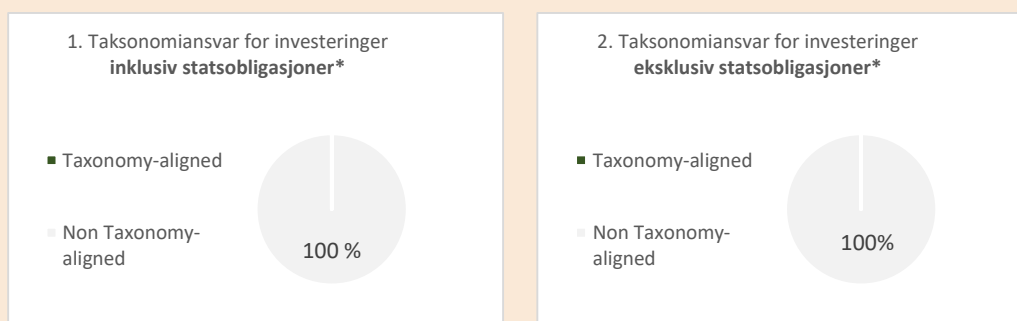 1. Taksonomiansvar for investeringer
inklusiv statsobligasjoner*
Taxonomy-aligned
Non Taxonomy-
aligned
100 %
2. Taksonomiansvar for investeringer
eksklusiv statsobligasjoner*
Taxonomy-aligned
Non Taxonomy-
aligned
100%